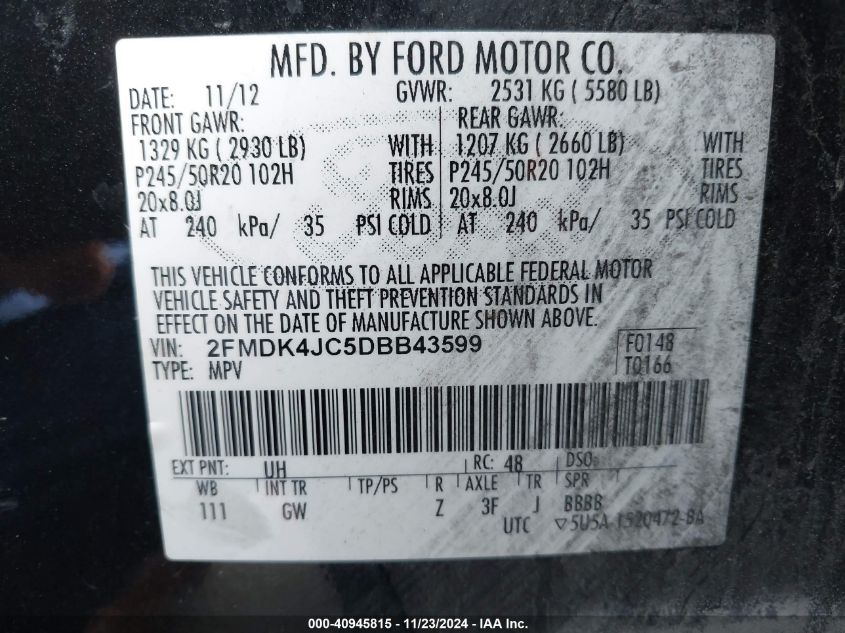 MFD. BY FORD MOTOR CO.
DATE: 11/12 GVWR: 2531 KG ( 5580 LB)
FRONT GAWR: REAR GAWR:
1329 KG ( 2930 LB) WITH 1207 KG ( 2660 LB) WITH
P245/50R20 102H TIRES P245/50R20 102H TIRES
20x8.0J RIMS 20x8.0J RIMS
AT 240 kPa/ 35 PSI COLD AT 240 kPa/ 35 PSI COLD
THIS VEHICLE CONFORMS TO ALL APPLICABLE FEDERAL MOTOR
VEHICLE SAFETY AND THEFT PREVENTION STANDARDS IN
EFFECT ON THE DATE OF MANUFACTURE SHOWN ABOVE.
VIN: 2FMDK4JC5DBB43599 F0148
TYPE: MPV T0166
EXT PNT: UH RC: 48 DSO:
WB INT TR TP/PS R AXLE TR SPR
111 GW Z 3F J BBBB
UTC ▽5U5A-1520472-BA
000-40945815 - 11/23/2024 - IAA Inc.